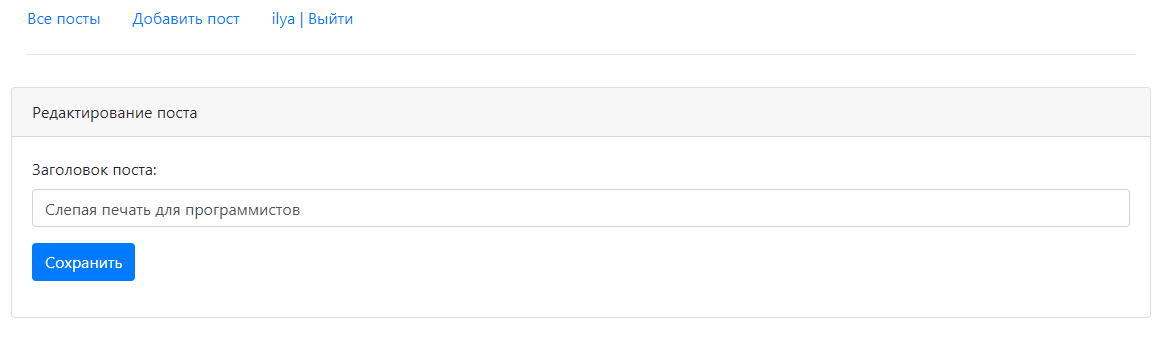 Все посты Добавить пост ilya | Выйти
Редактирование поста
Заголовок поста:
Слепая печать для программистов
Сохранить